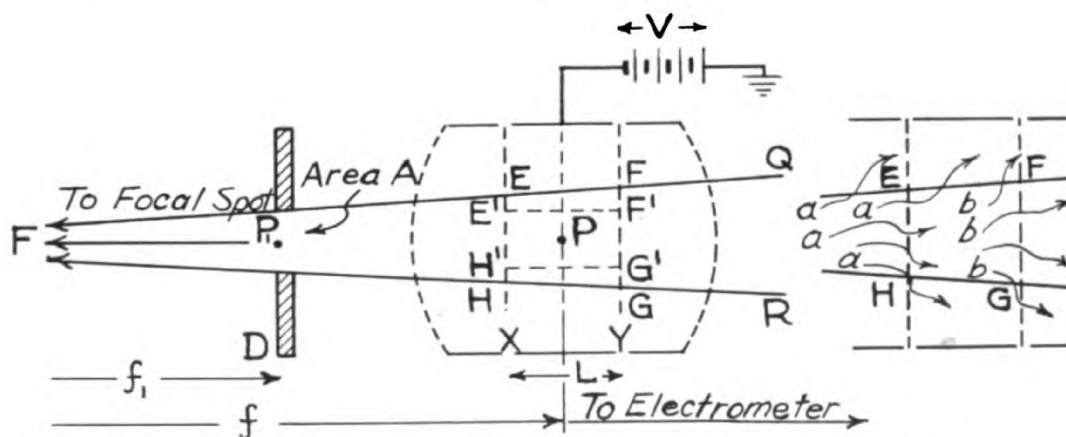 V
Q
To Focal Spot
Area A
E
F
E"
F'
F
P₁
P
H"
G'
H
G
R
D
X
Y
f₁
L
f
To Electrometer
E
F
a
a
b
a
b
a
b
H
G